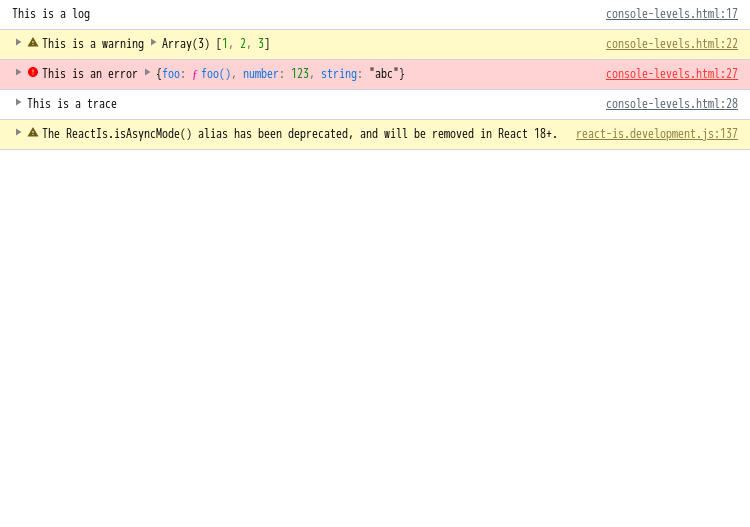 This is a log console-levels.html:17
This is a warning Array(3) [1, 2, 3] console-levels.html:22
This is an error {foo: ƒ foo(), number: 123, string: "abc"} console-levels.html:27
This is a trace console-levels.html:28
The ReactIs.isAsyncMode() alias has been deprecated, and will be removed in React 18+. react-is.development.js:137